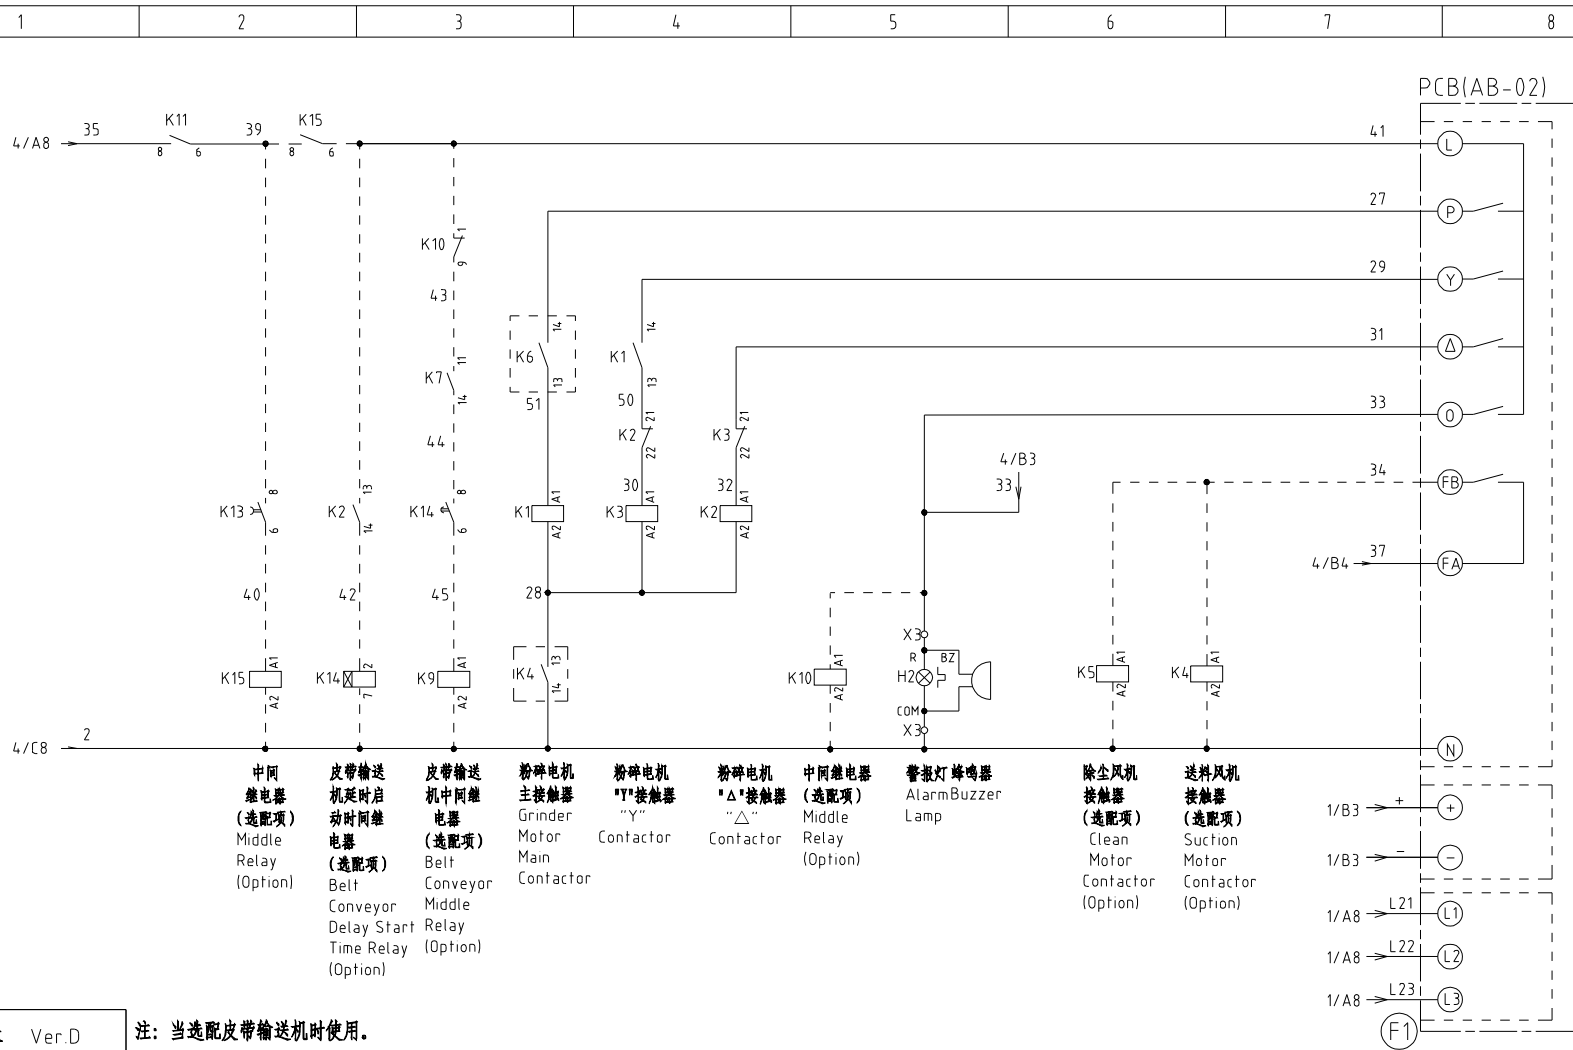 1 2 3 4 5 6 7 8
PCB(AB-02)
4/A8 35 K11 8 6 39 K15 8 6 41 L
27 P
K10 1 9
43
29 Y
14 K6 13
51
14 K1 13
50
31 Δ
K7 11 14
44
K2 21 22
30
K3 21 22
32
33 O
4/B3
33
34 FB
K13 8 6
K2 13 14
K14 8 6
K1 A1 A2
K3 A1 A2
K2 A1 A2
4/B4 37 FA
40 42 45 28
X3
R BZ
H2
COM
X3
K15 A1 A2
K14 2 7
K9 A1 A2
K4 13 14
K10 A1 A2
K5 A1 A2
K4 A1 A2
4/C8 2 N
中间
继电器
(选配项)
Middle
Relay
(Option)
皮带输送
机延时启
动时间继
电器
(选配项)
Belt
Conveyor
Delay Start
Time Relay
(Option)
皮带输送
机中间继
电器
(选配项)
Belt
Conveyor
Middle
Relay
(Option)
粉碎电机
主接触器
Grinder
Motor
Main
Contactor
粉碎电机
"Y"接触器
"Y"
Contactor
粉碎电机
"Δ"接触器
"△"
Contactor
中间继电器
(选配项)
Middle
Relay
(Option)
警报灯 蜂鸣器
AlarmBuzzer
Lamp
除尘风机
接触器
(选配项)
Clean
Motor
Contactor
(Option)
送料风机
接触器
(选配项)
Suction
Motor
Contactor
(Option)
1/B3 + +
1/B3 - -
1/A8 L21 L1
1/A8 L22 L2
1/A8 L23 L3
F1
Ver.D
注: 当选配皮带输送机时使用。